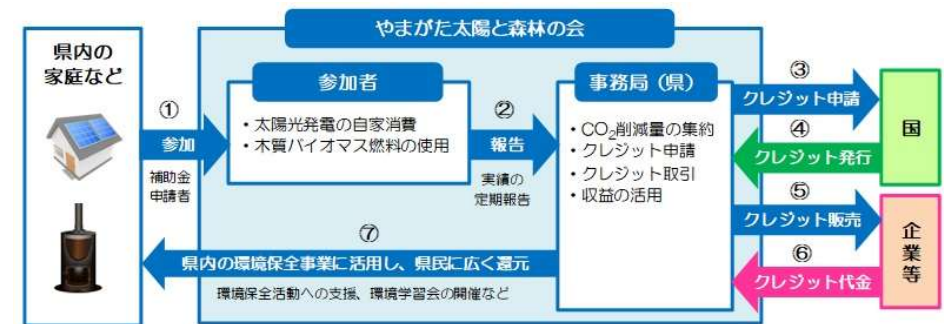 やまがた太陽と森林の会
県内の
家庭など
①
参加
補助金
申請者
参加者
・太陽光発電の自家消費
・木質バイオマス燃料の使用
②
報告
実績の
定期報告
事務局（県）
・CO₂削減量の集約
・クレジット申請
・クレジット取引
・収益の活用
③
クレジット申請
④
クレジット発行
国
⑤
クレジット販売
⑥
クレジット代金
企業等
⑦
県内の環境保全事業に活用し、県民に広く還元
環境保全活動への支援、環境学習会の開催など